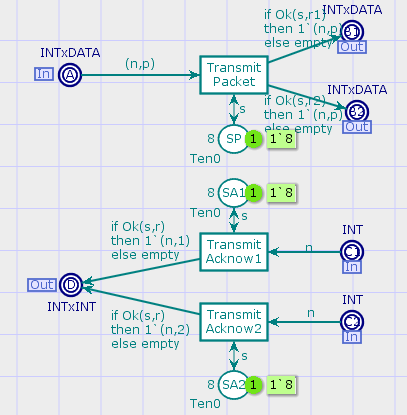 INTxDATA
In
A
(n,p)
Transmit
Packet
if Ok(s,r1)
then 1`(n,p)
else empty
INTxDATA
B1
Out
if Ok(s,r2)
then 1`(n,p)
else empty
INTxDATA
B2
Out
s
8
SP
1
1`8
Ten0
8
SA1
1
1`8
Ten0
s
if Ok(s,r)
then 1`(n,1)
else empty
Transmit
Acknow1
n
INT
C1
In
Out
D
INTxINT
if Ok(s,r)
then 1`(n,2)
else empty
Transmit
Acknow2
n
INT
C2
In
s
8
SA2
1
1`8
Ten0